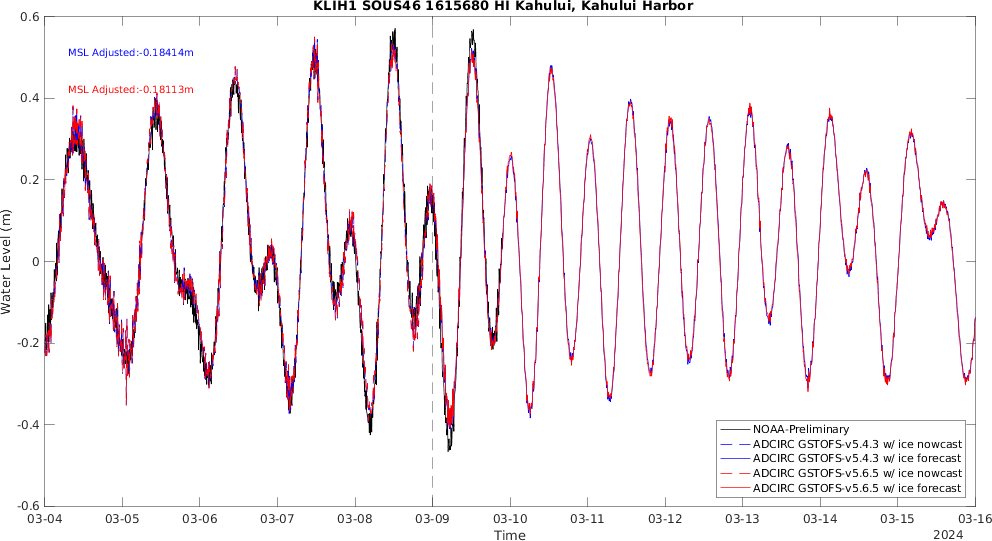 KLIH1 SOUS46 1615680 HI Kahului, Kahului Harbor
MSL Adjusted:-0.18414m
MSL Adjusted:-0.18113m
Water Level (m)
0.6
0.4
0.2
0
-0.2
-0.4
-0.6
NOAA-Preliminary
ADCIRC GSTOFS-v5.4.3 w/ ice nowcast
ADCIRC GSTOFS-v5.4.3 w/ ice forecast
ADCIRC GSTOFS-v5.6.5 w/ ice nowcast
ADCIRC GSTOFS-v5.6.5 w/ ice forecast
03-04 03-05 03-06 03-07 03-08 03-09 03-10 03-11 03-12 03-13 03-14 03-15 03-16
Time
2024